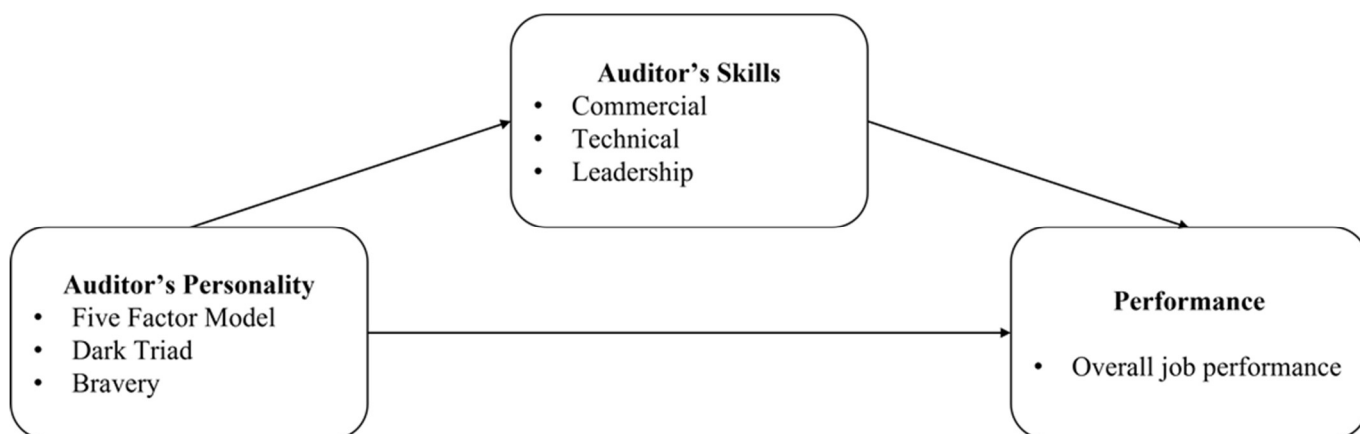 Auditor’s Skills
• Commercial
• Technical
• Leadership
Auditor’s Personality
• Five Factor Model
• Dark Triad
• Bravery
Performance
• Overall job performance